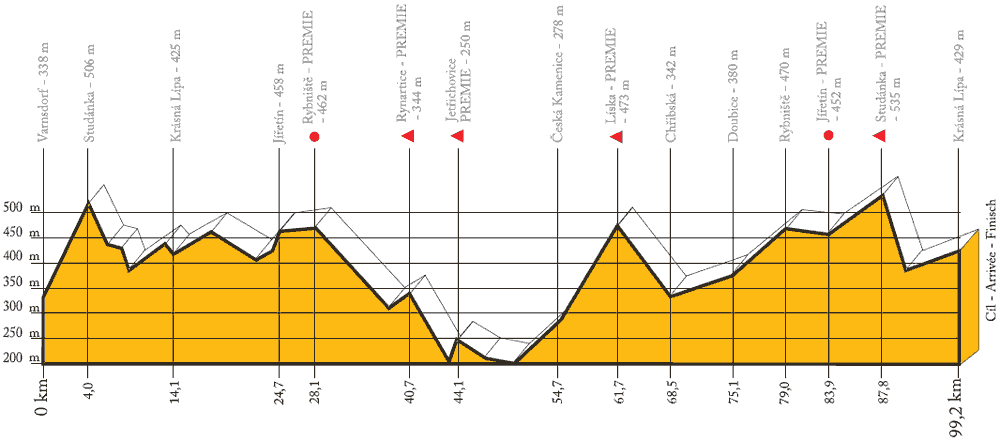 Varnsdorf - 338 m
Studánka - 506 m
Krásná Lípa - 425 m
Jířetín - 458 m
Rybniště - PREMIE
- 462 m
Rynartice - PREMIE
- 344 m
Jetřichovice
PREMIE - 250 m
Česká Kamenice - 278 m
Líska - PREMIE
- 473 m
Chřibská - 342 m
Doubice - 380 m
Rybniště - 470 m
Jířetín - PREMIE
- 452 m
Studánka - PREMIE
- 535 m
Krásná Lípa - 429 m
500 m
450 m
400 m
350 m
300 m
250 m
200 m
0 km
4,0
14,1
24,7
28,1
40,7
44,1
54,7
61,7
68,5
75,1
79,0
83,9
87,8
99,2 km
Cíl - Arrivée - Finisch